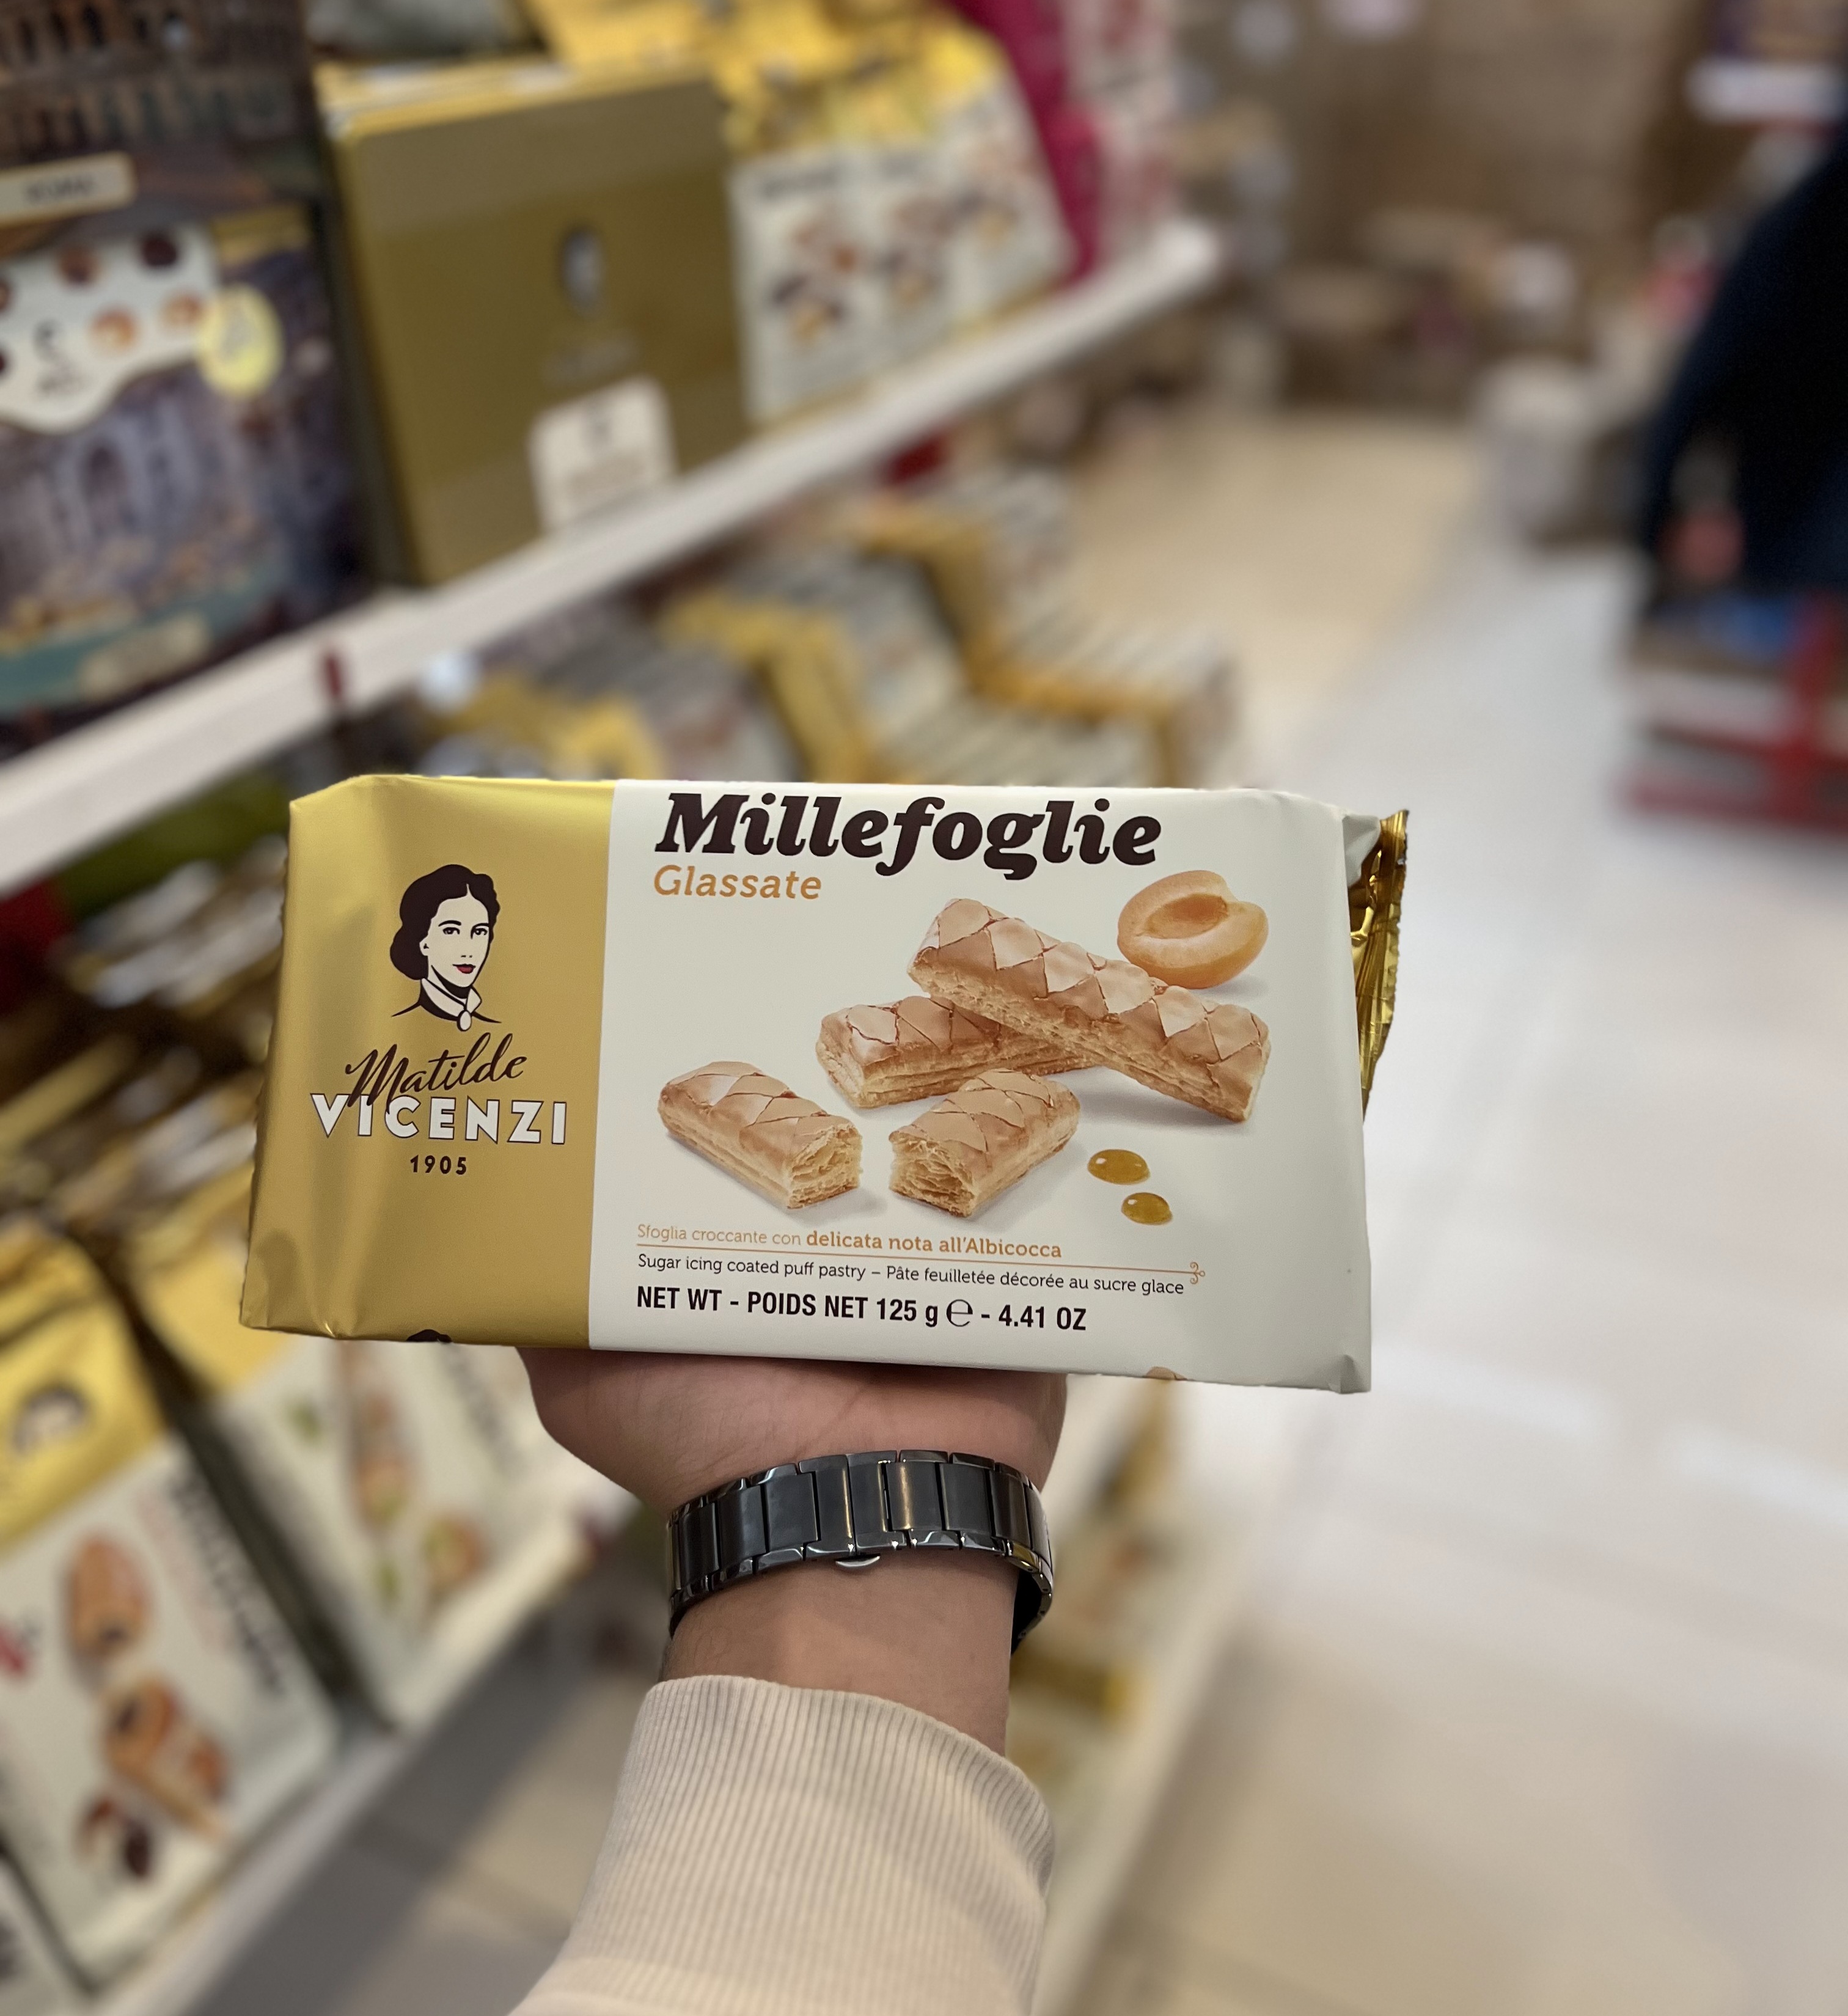 Millefoglie
Glassate
Matilde
VICENZI
1905
Sfoglia croccante con delicata nota all'Albicocca
Sugar icing coated puff pastry – Pâte feuilletée décorée au sucre glace
NET WT - POIDS NET 125 g ℮ - 4.41 OZ